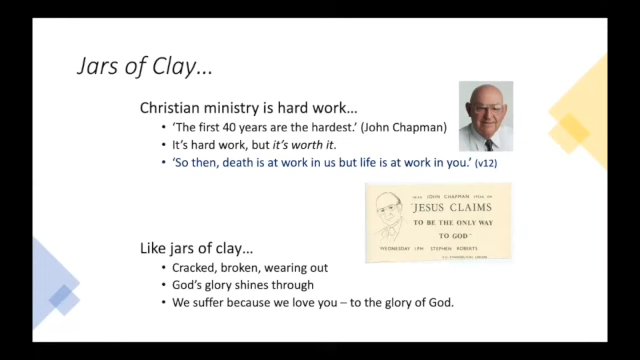 Jars of Clay...
Christian ministry is hard work...
• 'The first 40 years are the hardest.' (John Chapman)
• It's hard work, but it's worth it.
• 'So then, death is at work in us but life is at work in you.' (v12)
JOHN CHAPMAN
"JESUS CLAIMS
TO BE THE ONLY WAY
TO GOD"
WEDNESDAY 1PM STEPHEN ROBERTS
Like jars of clay...
• Cracked, broken, wearing out
• God's glory shines through
• We suffer because we love you – to the glory of God.